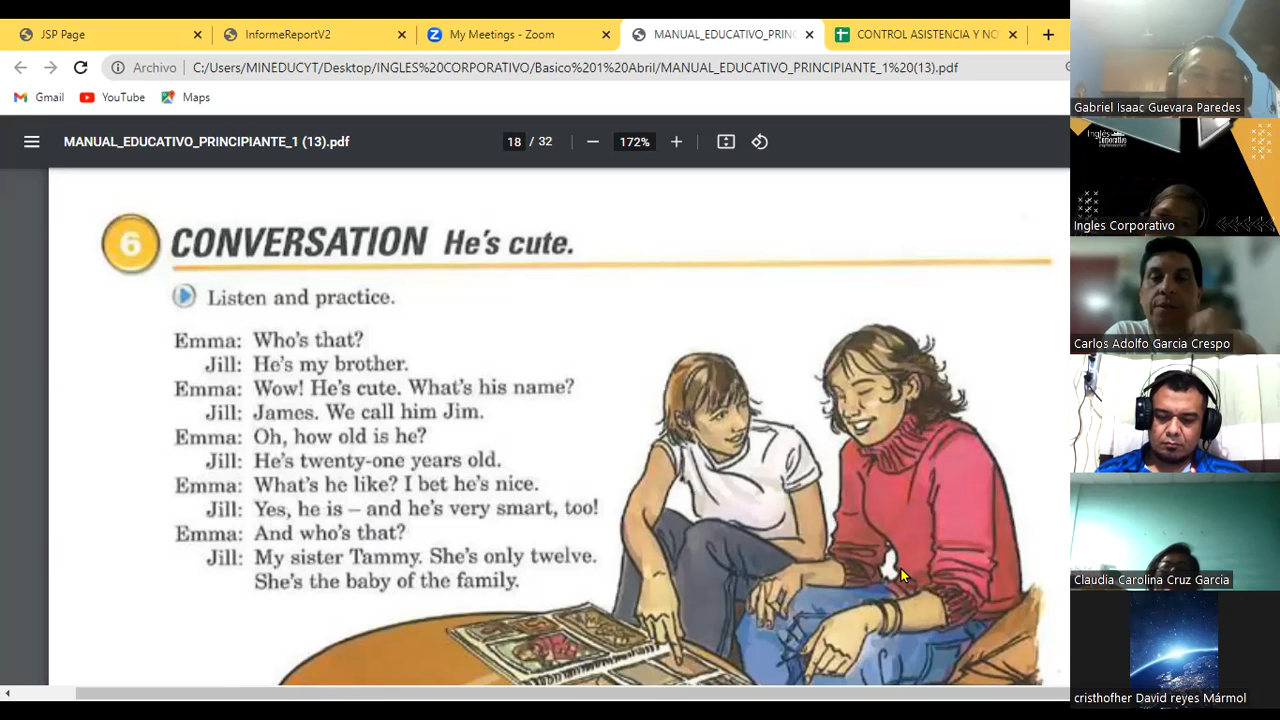 JSP Page
InformeReportV2
My Meetings - Zoom
MANUAL_EDUCATIVO_PRINC
CONTROL ASISTENCIA Y NO
Archivo
C:/Users/MINEDUCYT/Desktop/INGLES%20CORPORATIVO/Basico%201%20Abril/MANUAL_EDUCATIVO_PRINCIPIANTE_1%20(13).pdf
Gmail
YouTube
Maps
MANUAL_EDUCATIVO_PRINCIPIANTE_1 (13).pdf
18 / 32
172%
6 CONVERSATION He's cute.
Listen and practice.
Emma: Who's that?
Jill: He's my brother.
Emma: Wow! He's cute. What's his name?
Jill: James. We call him Jim.
Emma: Oh, how old is he?
Jill: He's twenty-one years old.
Emma: What's he like? I bet he's nice.
Jill: Yes, he is – and he's very smart, too!
Emma: And who's that?
Jill: My sister Tammy. She's only twelve.
She's the baby of the family.
Gabriel Isaac Guevara Paredes
Inglés
Corporativo
Ingles Corporativo
Carlos Adolfo Garcia Crespo
Claudia Carolina Cruz Garcia
cristhofher David reyes Mármol